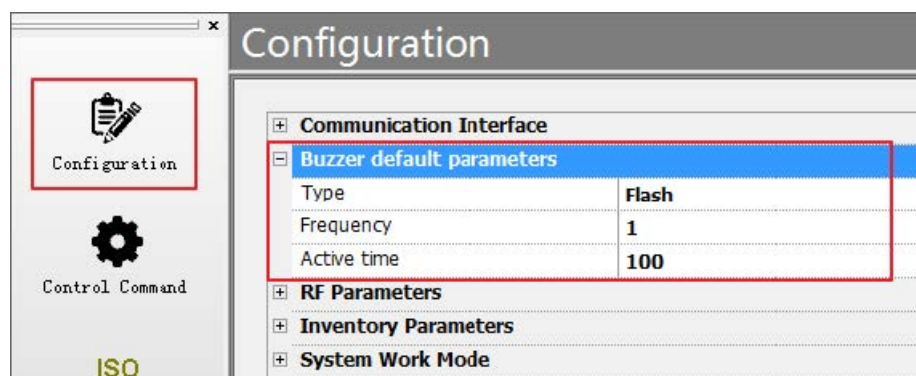 Configuration
Configuration
Control Command
ISO
Communication Interface
Buzzer default parameters
Type Flash
Frequency 1
Active time 100
RF Parameters
Inventory Parameters
System Work Mode